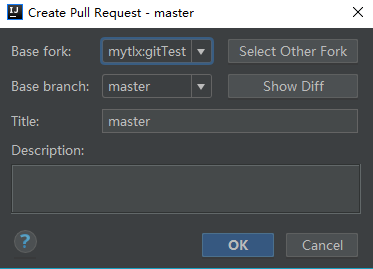 Create Pull Request - master
Base fork: mytlx:gitTest Select Other Fork
Base branch: master Show Diff
Title: master
Description:
? OK Cancel